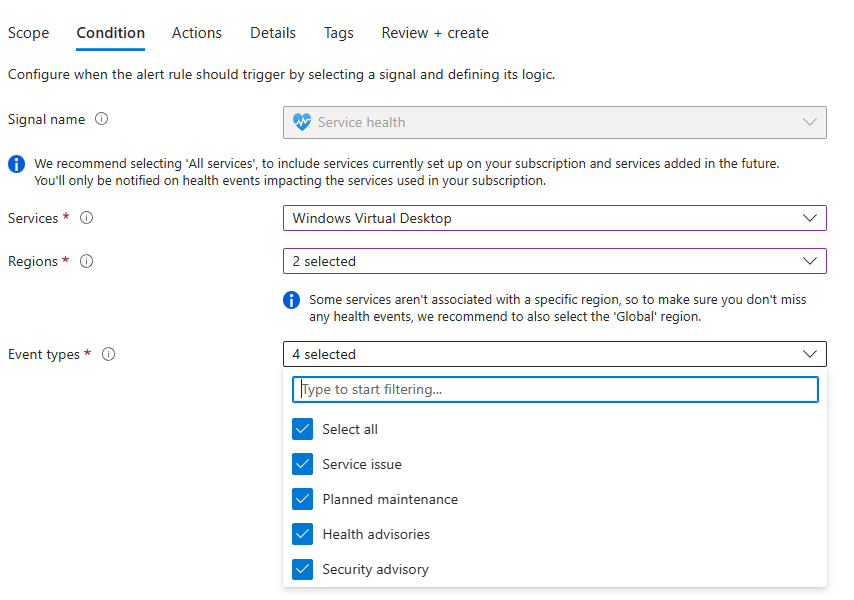 Scope Condition Actions Details Tags Review + create
Configure when the alert rule should trigger by selecting a signal and defining its logic.
Signal name Service health
We recommend selecting 'All services', to include services currently set up on your subscription and services added in the future.
You'll only be notified on health events impacting the services used in your subscription.
Services * Windows Virtual Desktop
Regions * 2 selected
Some services aren't associated with a specific region, so to make sure you don't miss
any health events, we recommend to also select the 'Global' region.
Event types * 4 selected
Type to start filtering...
Select all
Service issue
Planned maintenance
Health advisories
Security advisory